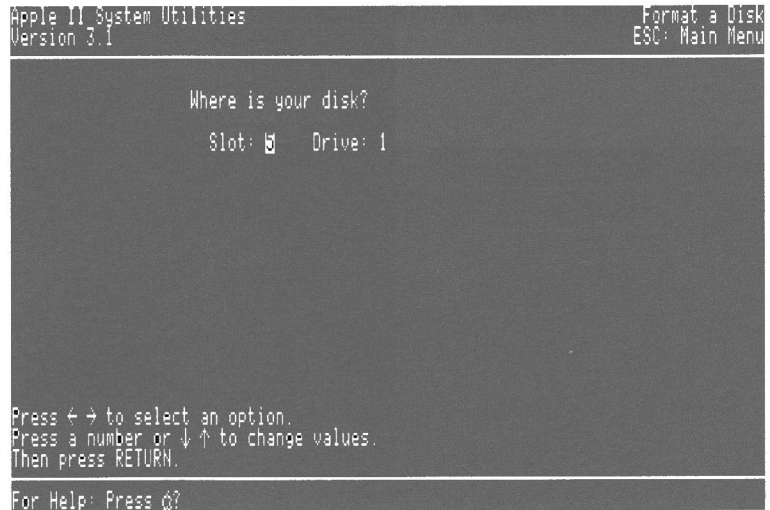 Apple II System Utilities
Format a Disk
Version 3.1
ESC: Main Menu
Where is your disk?
Slot: 5 Drive: 1
Press ← → to select an option.
Press a number or ↓ ↑ to change values.
Then press RETURN.
For Help: Press ?